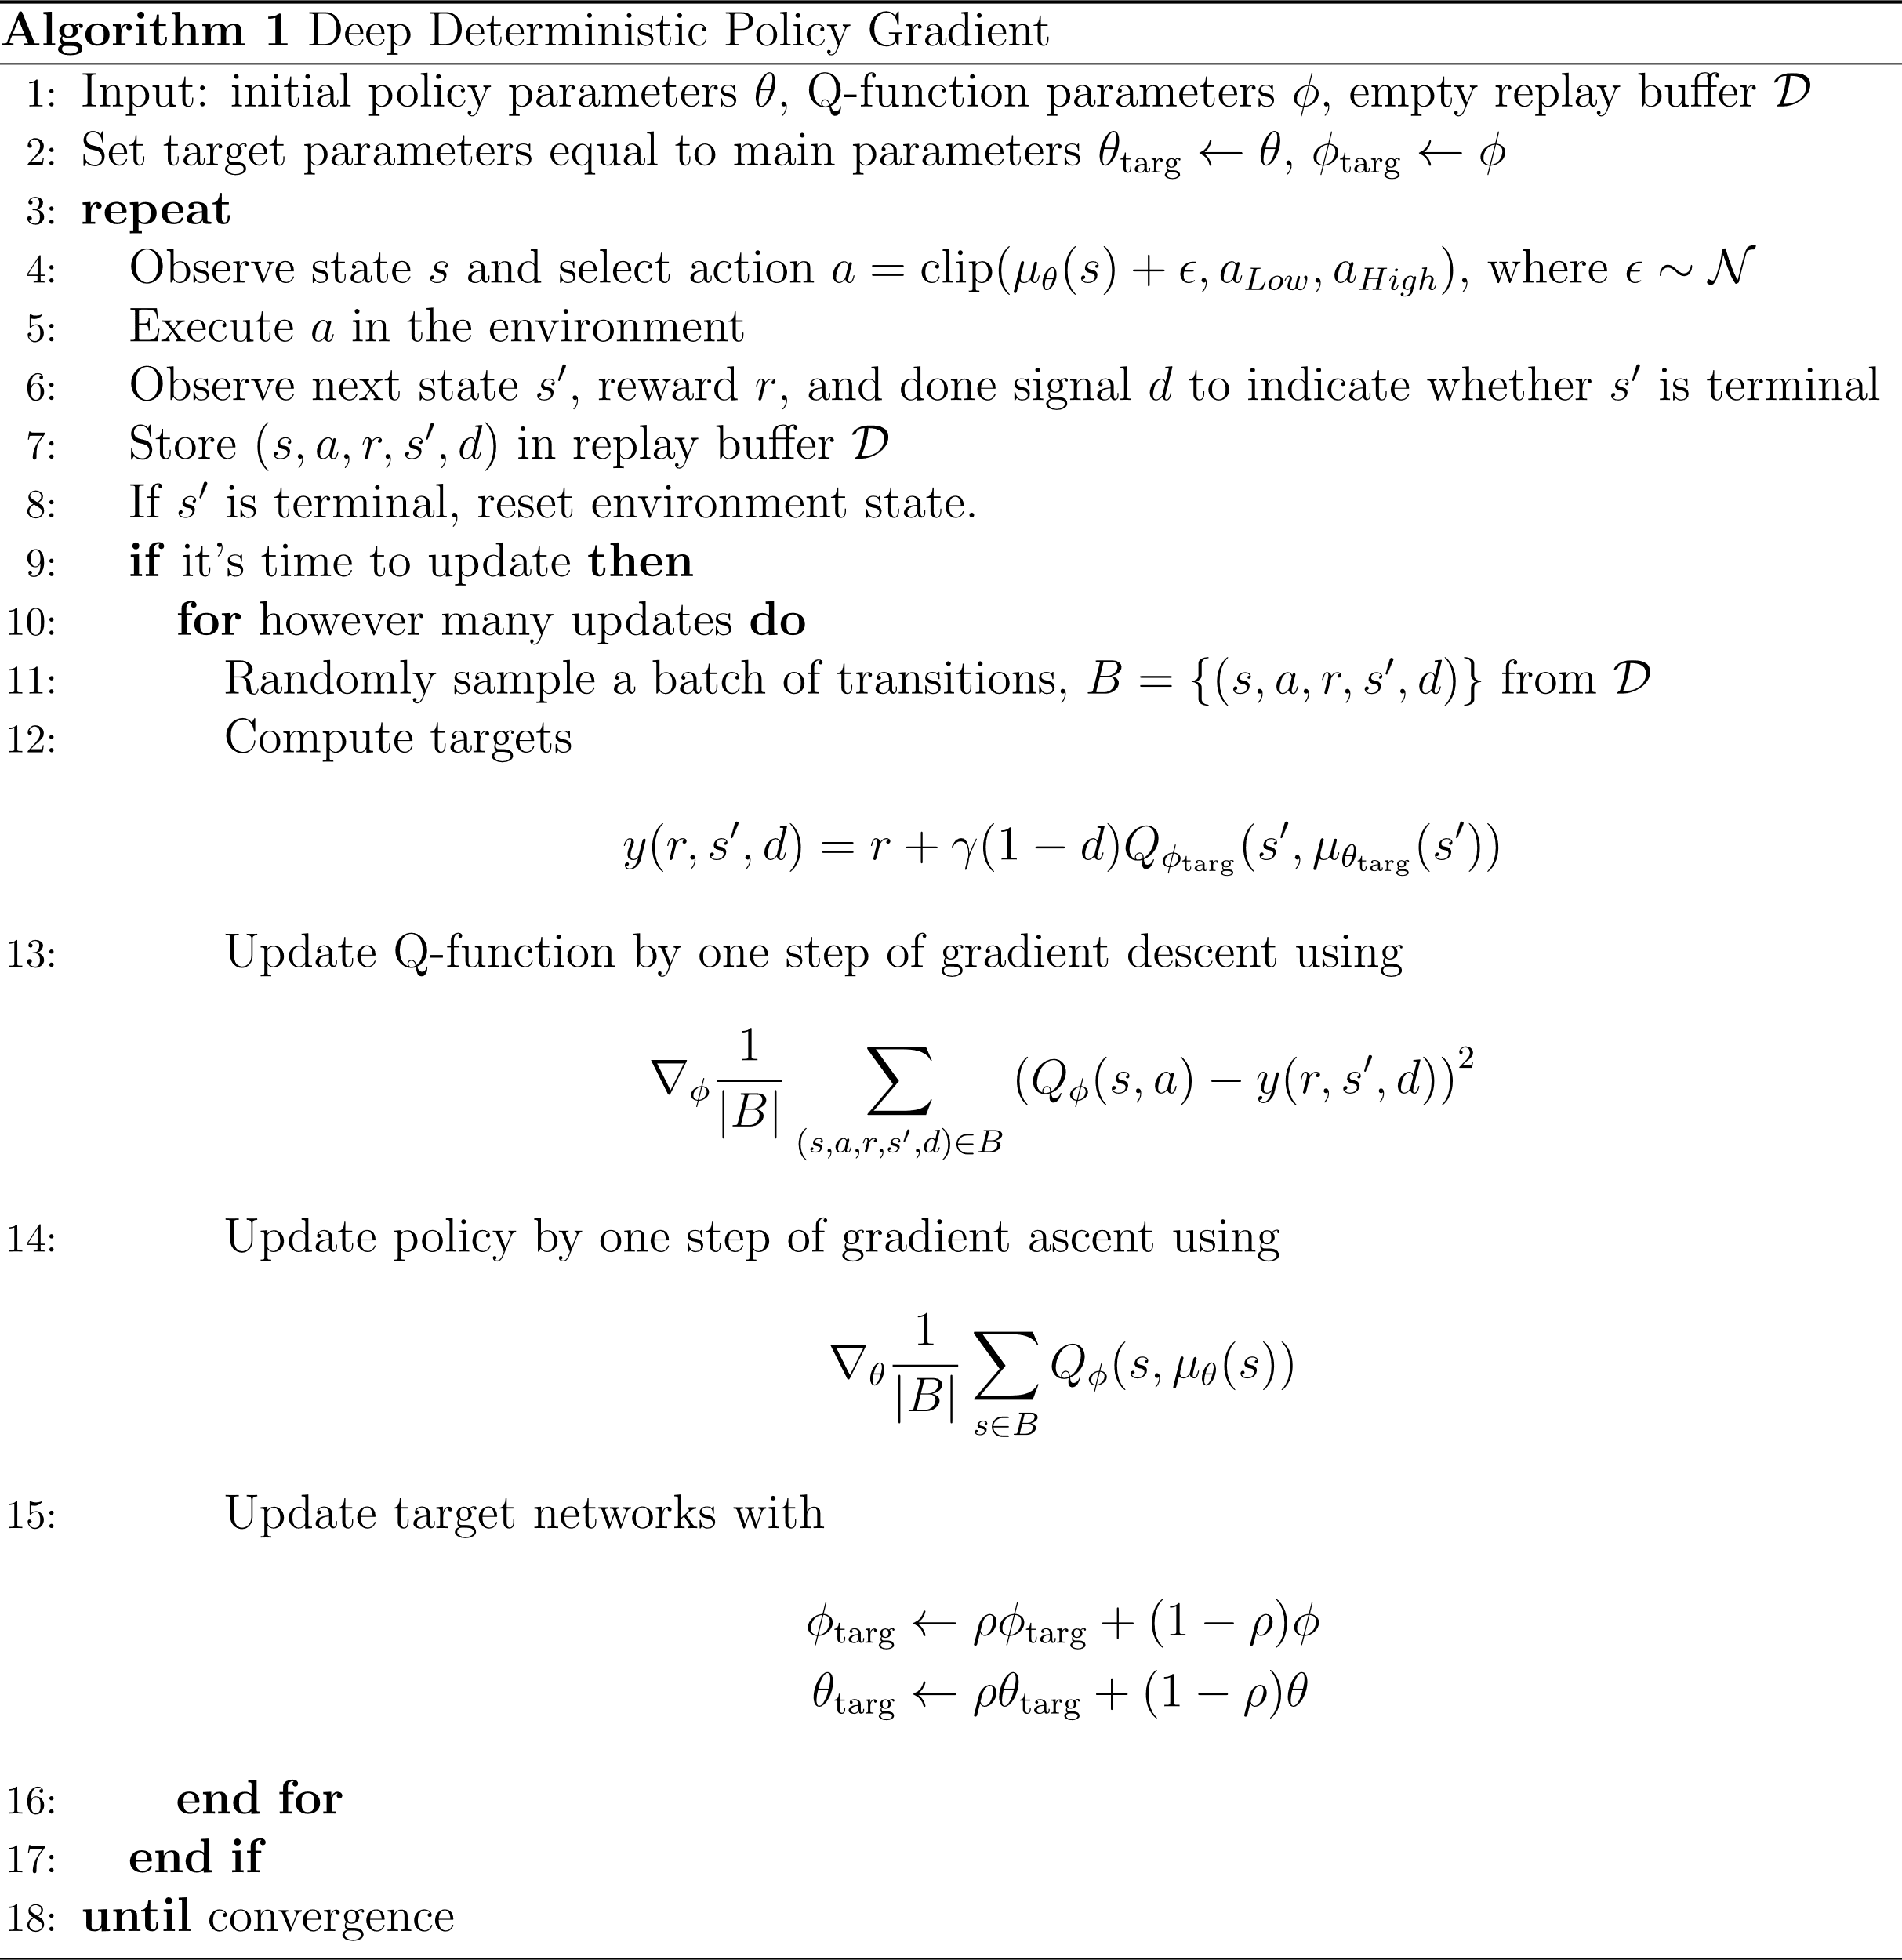 Algorithm 1 Deep Deterministic Policy Gradient
1: Input: initial policy parameters θ, Q-function parameters ϕ, empty replay buffer 𝒟
2: Set target parameters equal to main parameters θ_targ ← θ, ϕ_targ ← ϕ
3: repeat
4: Observe state s and select action a = clip(μ_θ(s) + ϵ, a_Low, a_High), where ϵ ∼ 𝒩
5: Execute a in the environment
6: Observe next state s′, reward r, and done signal d to indicate whether s′ is terminal
7: Store (s, a, r, s′, d) in replay buffer 𝒟
8: If s′ is terminal, reset environment state.
9: if it's time to update then
10: for however many updates do
11: Randomly sample a batch of transitions, B = {(s, a, r, s′, d)} from 𝒟
12: Compute targets
y(r, s′, d) = r + γ(1 − d)Q_{ϕ_targ}(s′, μ_{θ_targ}(s′))
13: Update Q-function by one step of gradient descent using
∇_ϕ \frac{1}{|B|} ∑_{(s,a,r,s′,d)∈B} (Q_ϕ(s, a) − y(r, s′, d))^2
14: Update policy by one step of gradient ascent using
∇_θ \frac{1}{|B|} ∑_{s∈B} Q_ϕ(s, μ_θ(s))
15: Update target networks with
ϕ_targ ← ρϕ_targ + (1 − ρ)ϕ
θ_targ ← ρθ_targ + (1 − ρ)θ
16: end for
17: end if
18: until convergence